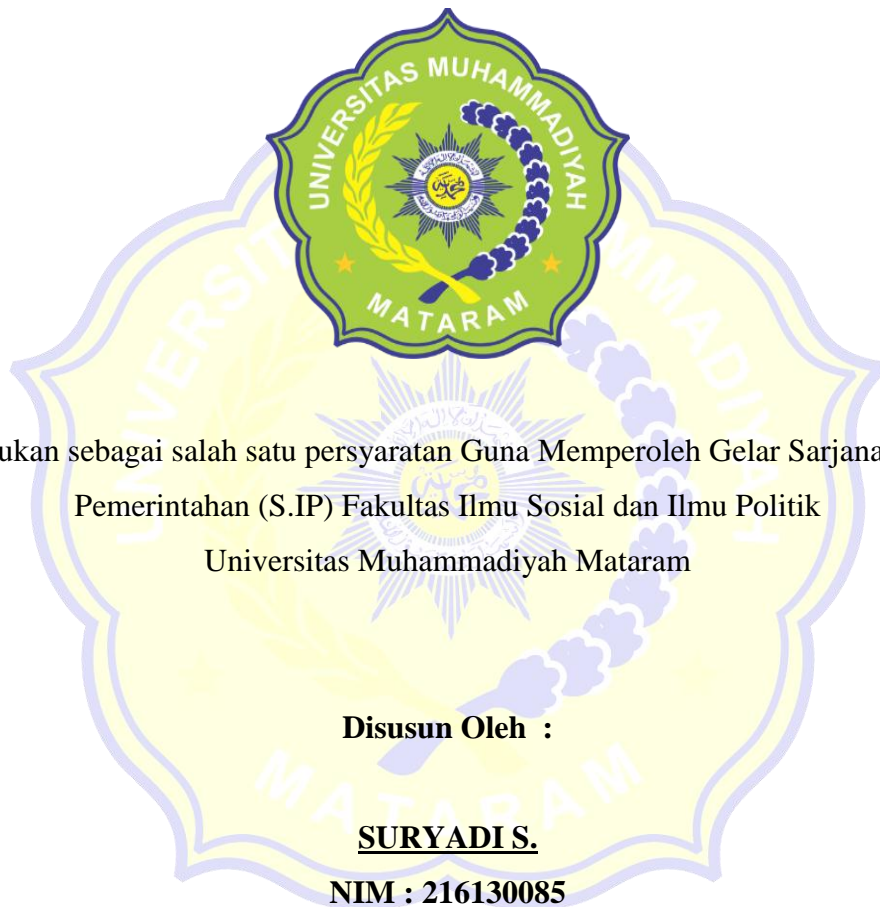 UNIVERSITAS MUHAMMADIYAH
MATARAM
ukan sebagai salah satu persyaratan Guna Memperoleh Gelar Sarjana
Pemerintahan (S.IP) Fakultas Ilmu Sosial dan Ilmu Politik
Universitas Muhammadiyah Mataram
Disusun Oleh :
SURYADI S.
NIM : 216130085